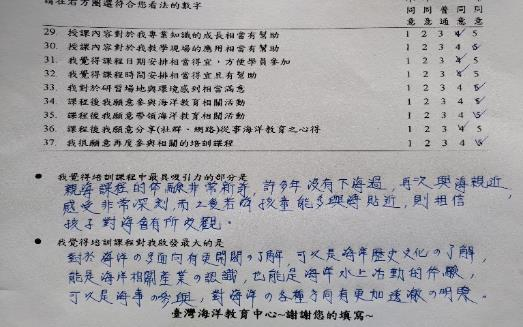 請在右方圈選符合您看法的數字
同意 同意 普通 同意 同意
29. 授課內容對於我專業知識的成長相當有幫助 1 2 3 4 5
30. 授課內容對於我教學現場的應用相當有幫助 1 2 3 4 5
31. 我覺得課程日期安排相當得宜，方便學員參加 1 2 3 4 5
32. 我覺得課程時間安排相當得宜且有幫助 1 2 3 4 5
33. 我對於研習場地與環境感到相當滿意 1 2 3 4 5
34. 課程後我願意參與海洋教育相關活動 1 2 3 4 5
35. 課程後我願意帶領海洋教育相關活動 1 2 3 4 5
36. 課程後我願意分享(社群、網路)從事海洋教育之心得 1 2 3 4 5
37. 我很願意再度參與相關的培訓課程 1 2 3 4 5
● 我覺得培訓課程中最具吸引力的部分是
親海課程的体驗非常新奇，許多年沒有下海過，再次與海親近，
感受非常深刻，而之後若孩童能多與海貼近，則相信
孩子對海會有所改觀。
● 我覺得培訓課程對我啟發最大的是
對於海洋の多面向有更開闊の了解，可以是海岸歷史文化の了解，
能是海洋相關產業の認識，也能是海岸水上活動的体驗，
可以是海事の參與，對海洋の各種方向有更加透澈の明瞭。
臺灣海洋教育中心~謝謝您的填寫~